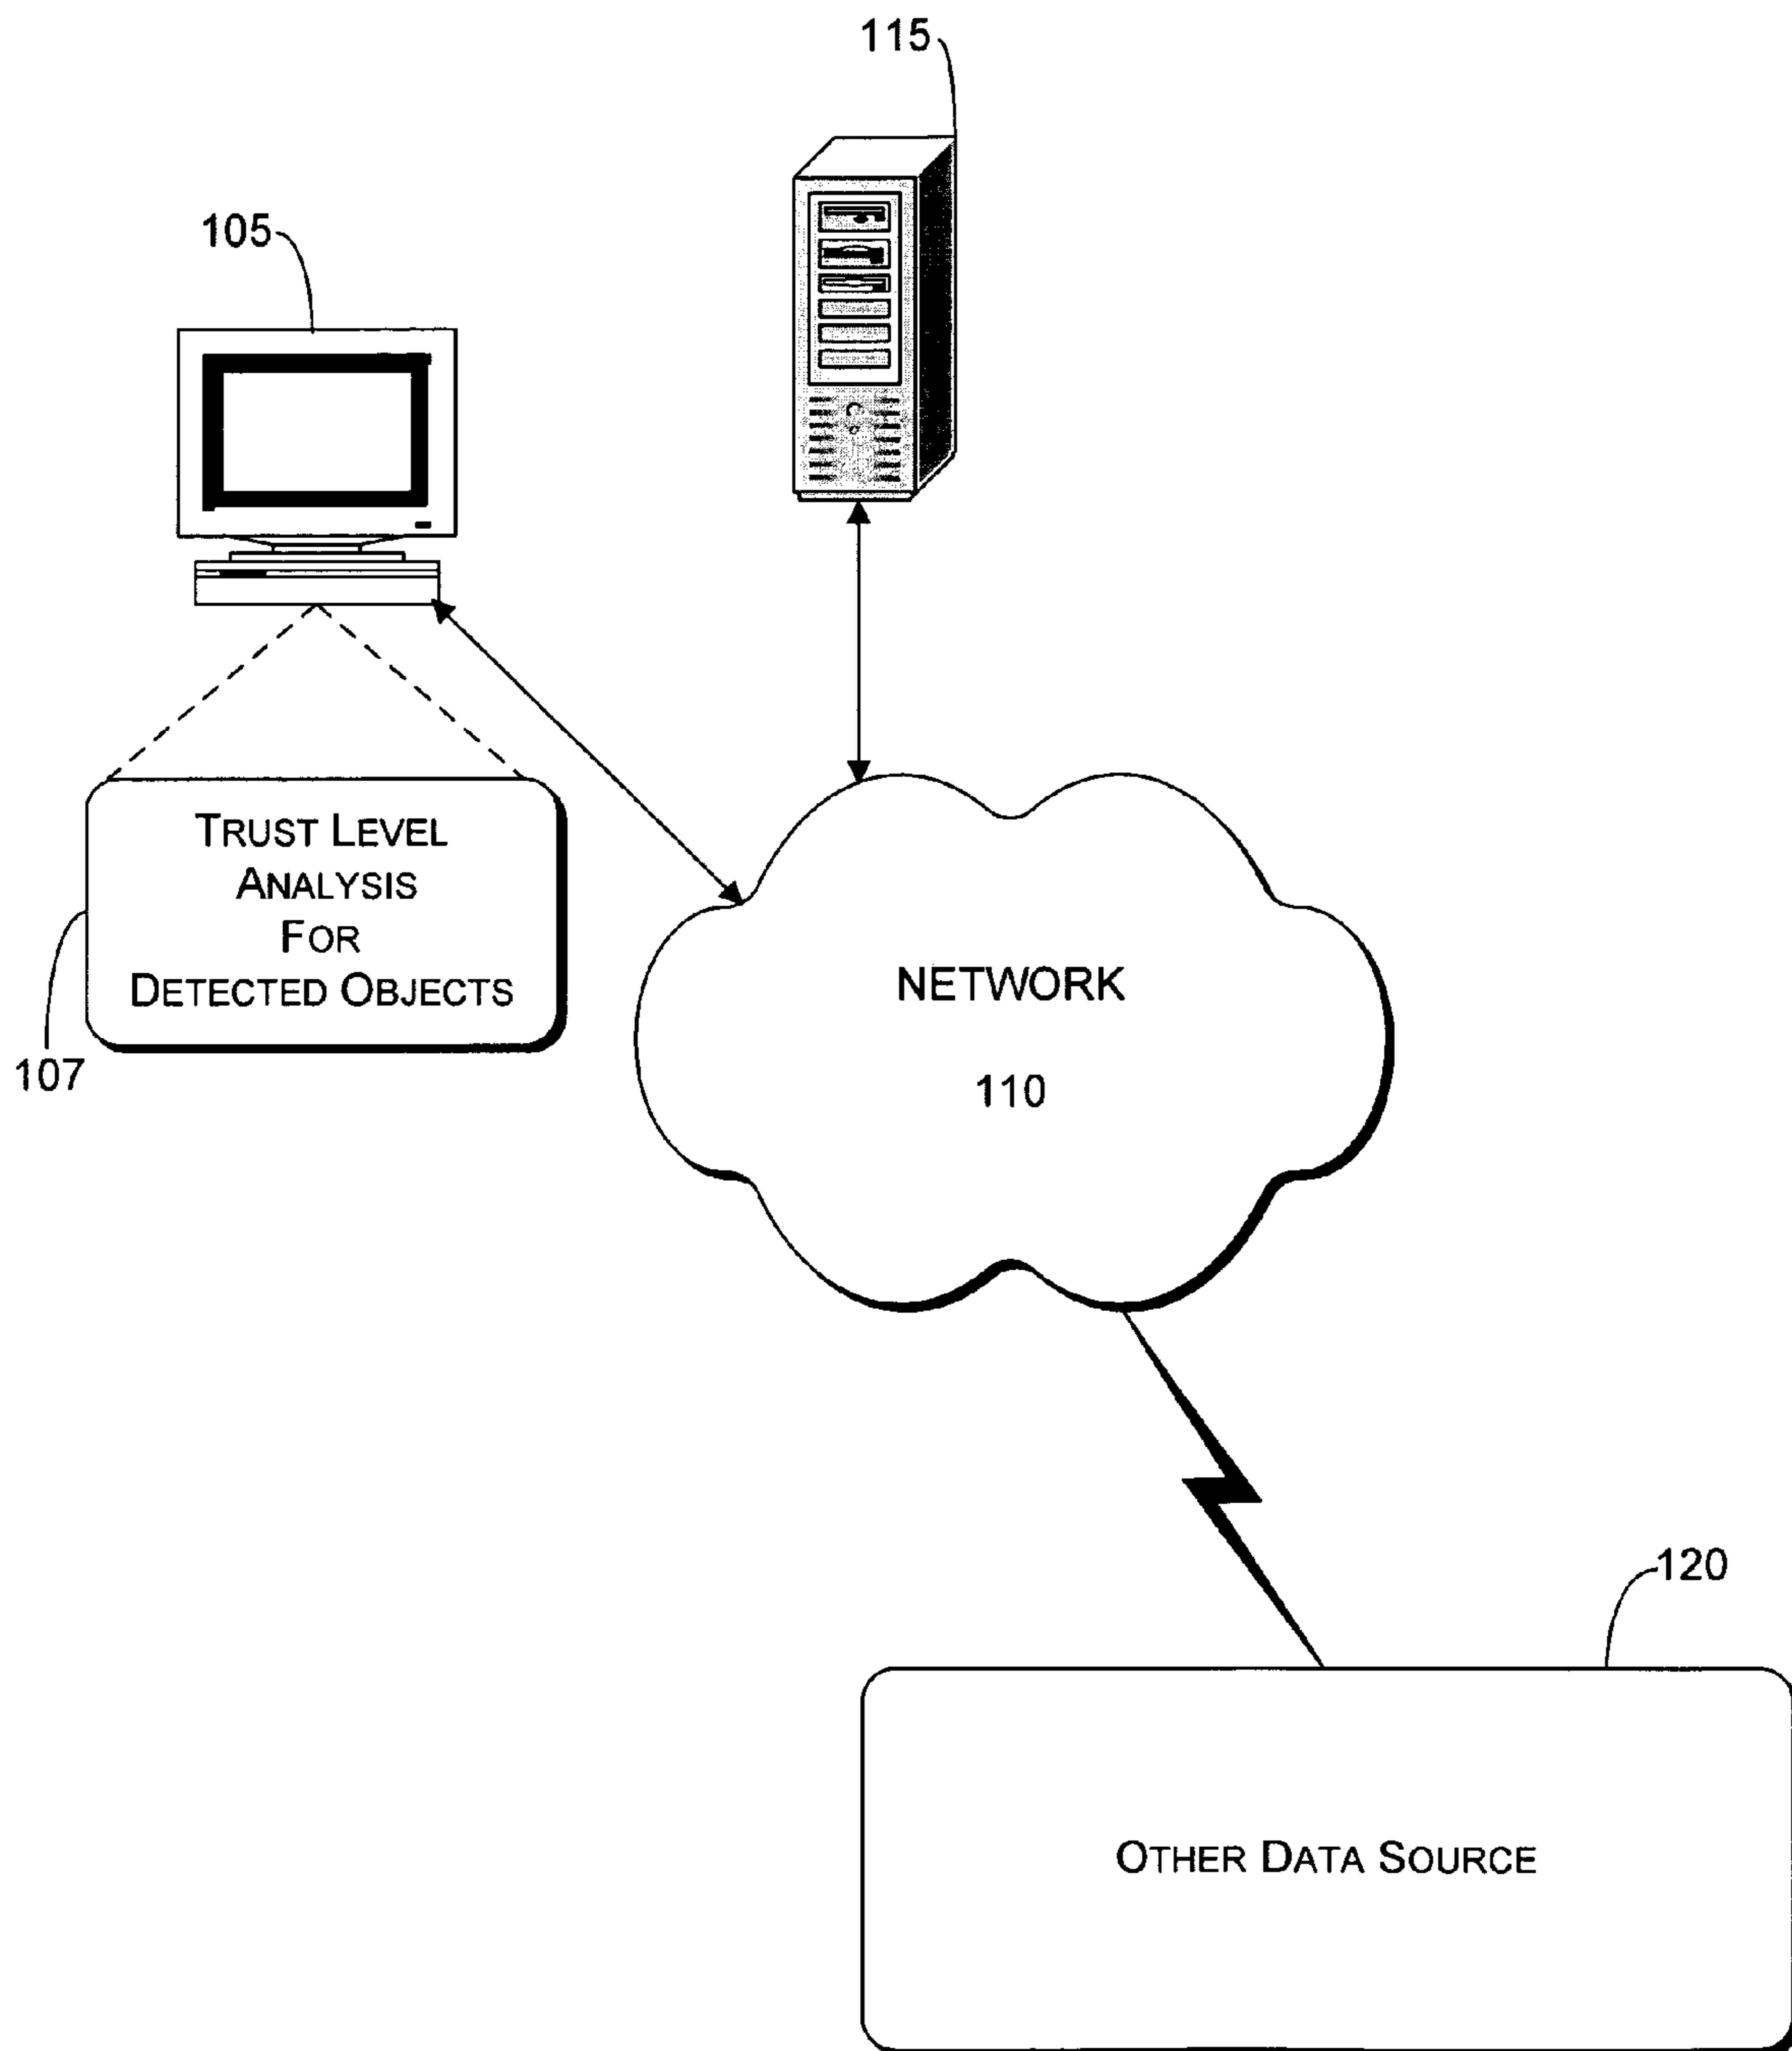 115
105
TRUST LEVEL
ANALYSIS
FOR
DETECTED OBJECTS
107
NETWORK
110
120
OTHER DATA SOURCE